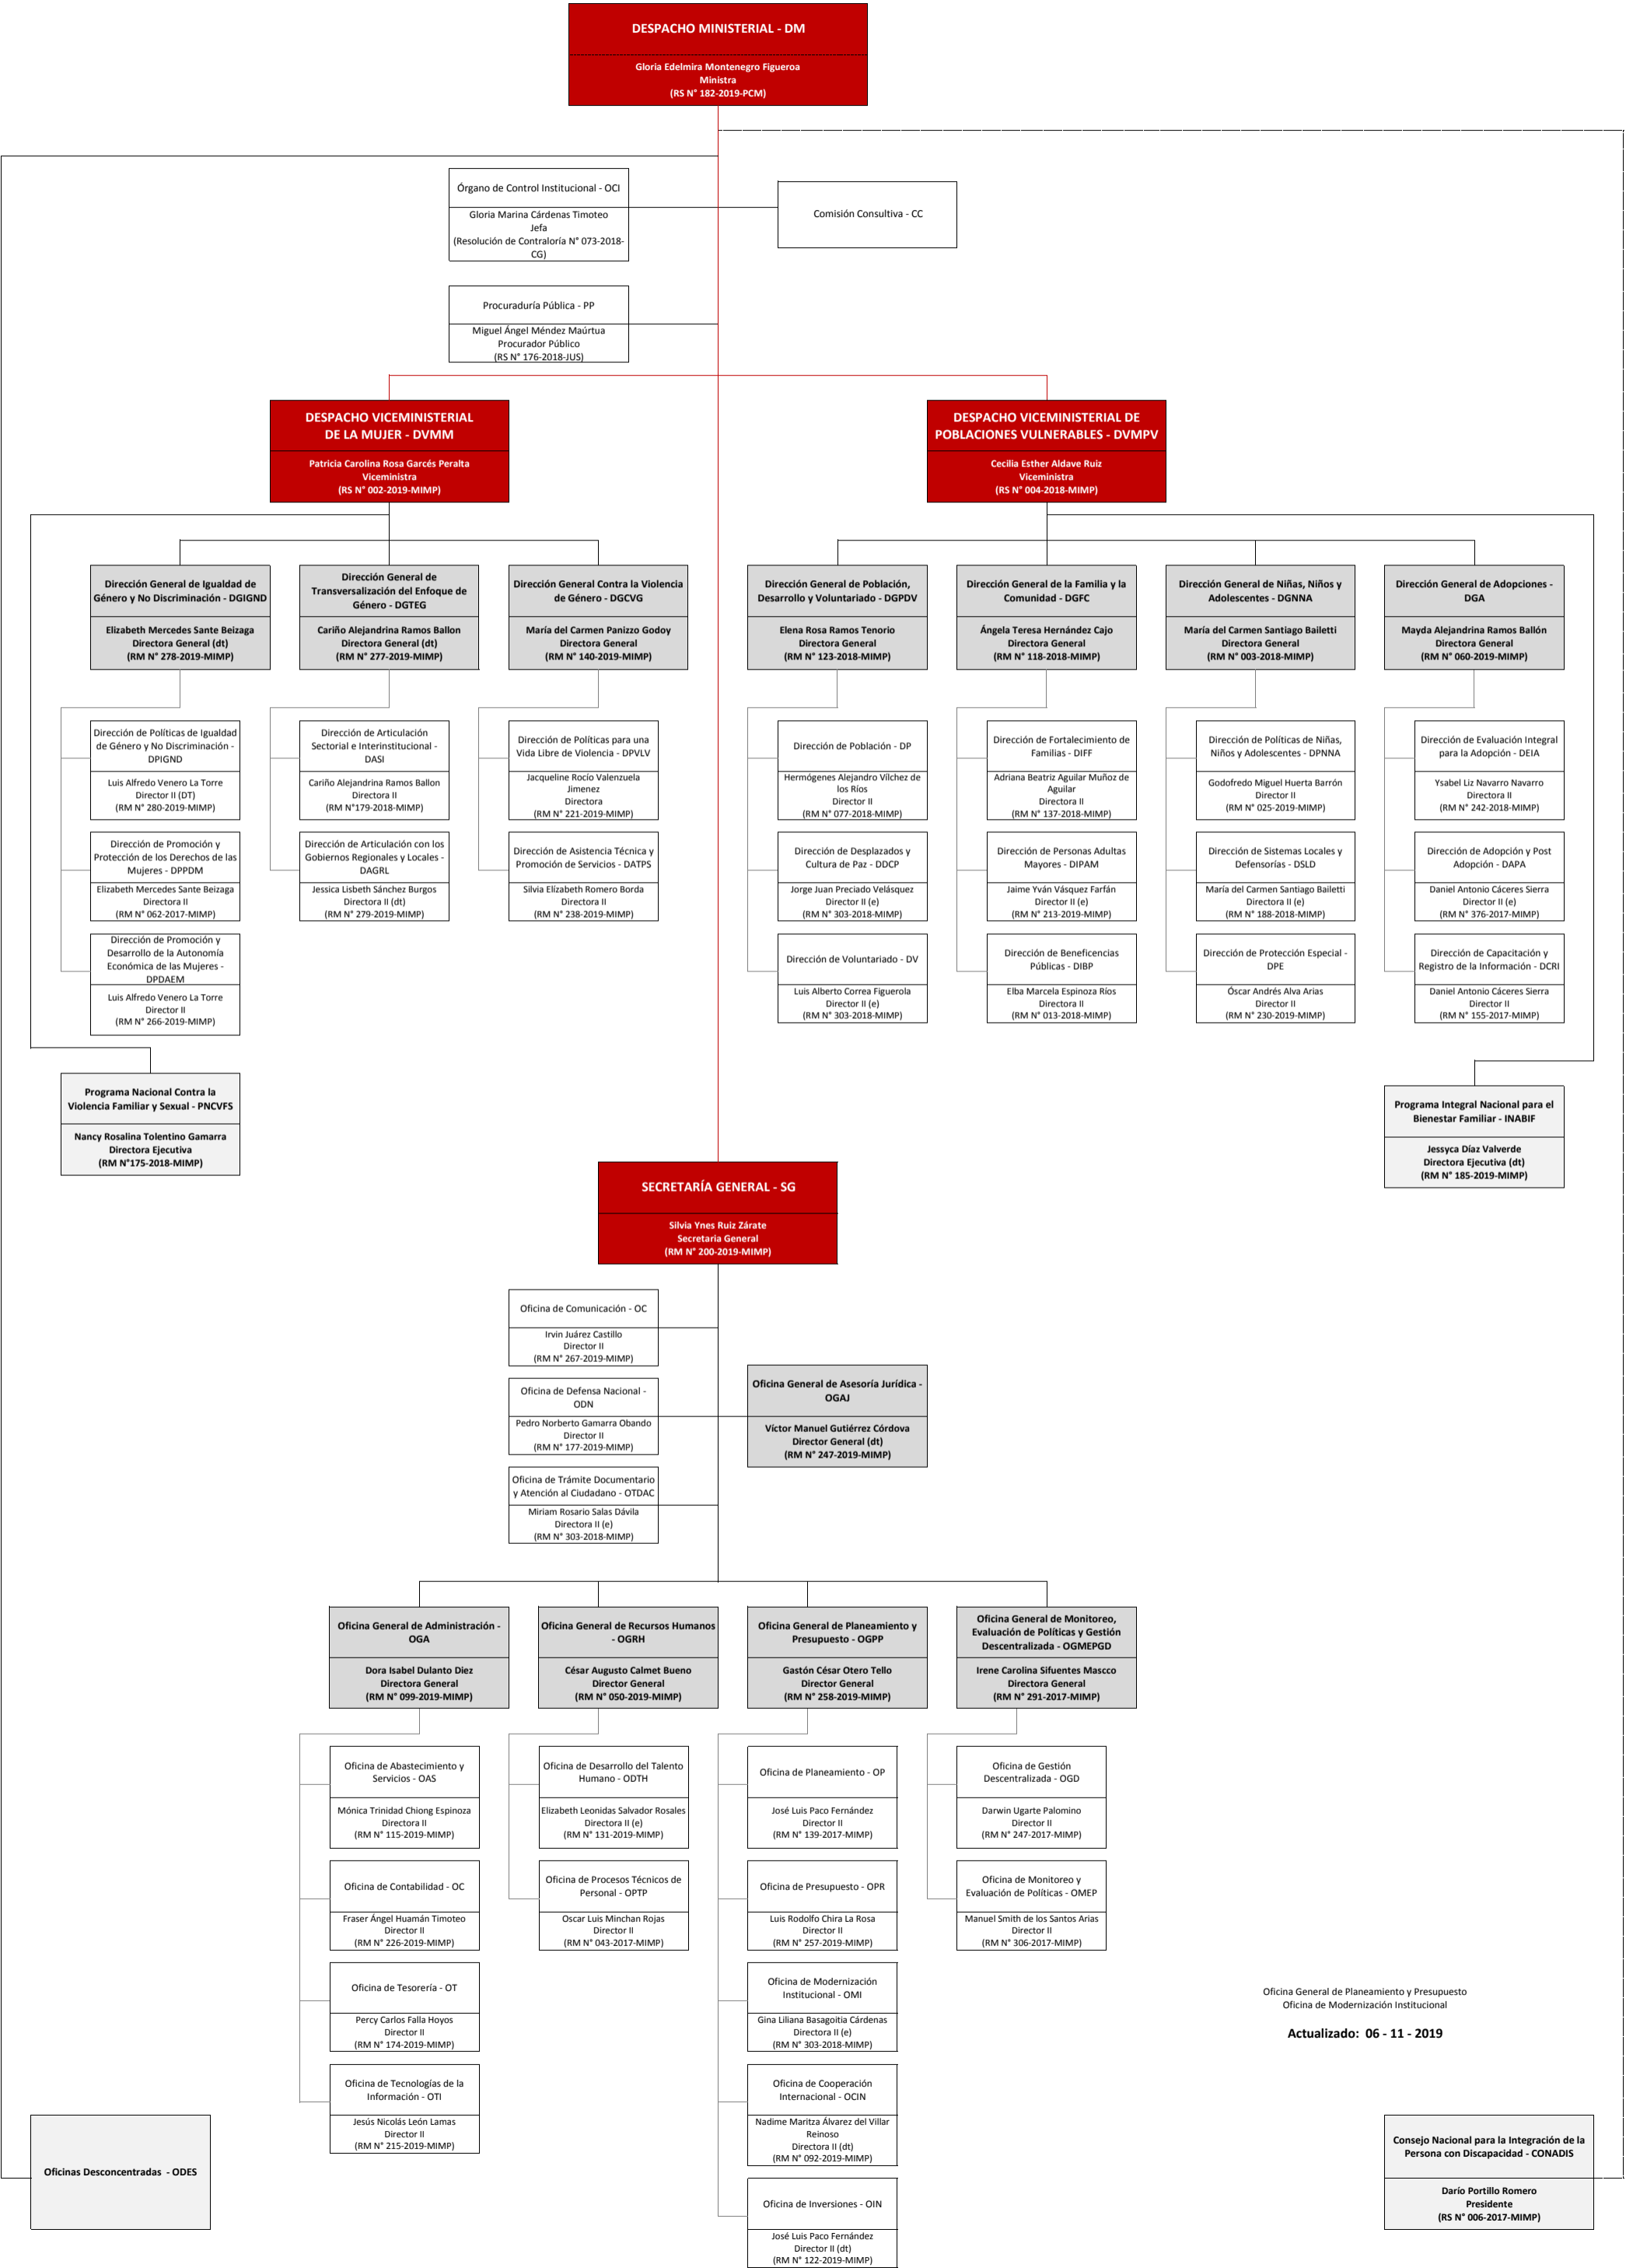 DESPACHO MINISTERIAL - DM
Gloria Edelmira Montenegro Figueroa
Ministra
(RS N° 182-2019-PCM)
Órgano de Control Institucional - OCI
Gloria Marina Cárdenas Timoteo
Jefa
(Resolución de Contraloría N° 073-2018-
CG)
Comisión Consultiva - CC
Procuraduría Pública - PP
Miguel Ángel Méndez Maúrtua
Procurador Público
(RS N° 176-2018-JUS)
DESPACHO VICEMINISTERIAL
DE LA MUJER - DVMM
Patricia Carolina Rosa Garcés Peralta
Viceministra
(RS N° 002-2019-MIMP)
DESPACHO VICEMINISTERIAL DE
POBLACIONES VULNERABLES - DVMPV
Cecilia Esther Aldave Ruiz
Viceministra
(RS N° 004-2018-MIMP)
Dirección General de Igualdad de
Género y No Discriminación - DGIGND
Elizabeth Mercedes Sante Beizaga
Directora General (dt)
(RM N° 278-2019-MIMP)
Dirección General de
Transversalización del Enfoque de
Género - DGTEG
Cariño Alejandrina Ramos Ballon
Directora General (dt)
(RM N° 277-2019-MIMP)
Dirección General Contra la Violencia
de Género - DGCVG
María del Carmen Panizzo Godoy
Directora General
(RM N° 140-2019-MIMP)
Dirección General de Población,
Desarrollo y Voluntariado - DGPDV
Elena Rosa Ramos Tenorio
Directora General
(RM N° 123-2018-MIMP)
Dirección General de la Familia y la
Comunidad - DGFC
Ángela Teresa Hernández Cajo
Directora General
(RM N° 118-2018-MIMP)
Dirección General de Niñas, Niños y
Adolescentes - DGNNA
María del Carmen Santiago Bailetti
Directora General
(RM N° 003-2018-MIMP)
Dirección General de Adopciones -
DGA
Mayda Alejandrina Ramos Ballón
Directora General
(RM N° 060-2019-MIMP)
Dirección de Políticas de Igualdad
de Género y No Discriminación -
DPIGND
Luis Alfredo Venero La Torre
Director II (DT)
(RM N° 280-2019-MIMP)
Dirección de Articulación
Sectorial e Interinstitucional -
DASI
Cariño Alejandrina Ramos Ballon
Directora II
(RM N°179-2018-MIMP)
Dirección de Políticas para una
Vida Libre de Violencia - DPVLV
Jacqueline Rocío Valenzuela
Jimenez
Directora
(RM N° 221-2019-MIMP)
Dirección de Población - DP
Hermógenes Alejandro Vílchez de
los Ríos
Director II
(RM N° 077-2018-MIMP)
Dirección de Fortalecimiento de
Familias - DIFF
Adriana Beatriz Aguilar Muñoz de
Aguilar
Directora II
(RM N° 137-2018-MIMP)
Dirección de Políticas de Niñas,
Niños y Adolescentes - DPNNA
Godofredo Miguel Huerta Barrón
Director II
(RM N° 025-2019-MIMP)
Dirección de Evaluación Integral
para la Adopción - DEIA
Ysabel Liz Navarro Navarro
Directora II
(RM N° 242-2018-MIMP)
Dirección de Promoción y
Protección de los Derechos de las
Mujeres - DPPDM
Elizabeth Mercedes Sante Beizaga
Directora II
(RM N° 062-2017-MIMP)
Dirección de Articulación con los
Gobiernos Regionales y Locales -
DAGRL
Jessica Lisbeth Sánchez Burgos
Directora II (dt)
(RM N° 279-2019-MIMP)
Dirección de Asistencia Técnica y
Promoción de Servicios - DATPS
Silvia Elízabeth Romero Borda
Directora II
(RM N° 238-2019-MIMP)
Dirección de Desplazados y
Cultura de Paz - DDCP
Jorge Juan Preciado Velásquez
Director II (e)
(RM N° 303-2018-MIMP)
Dirección de Personas Adultas
Mayores - DIPAM
Jaime Yván Vásquez Farfán
Director II (e)
(RM N° 213-2019-MIMP)
Dirección de Sistemas Locales y
Defensorías - DSLD
María del Carmen Santiago Bailetti
Directora II (e)
(RM N° 188-2018-MIMP)
Dirección de Adopción y Post
Adopción - DAPA
Daniel Antonio Cáceres Sierra
Director II (e)
(RM N° 376-2017-MIMP)
Dirección de Promoción y
Desarrollo de la Autonomía
Económica de las Mujeres -
DPDAEM
Luis Alfredo Venero La Torre
Director II
(RM N° 266-2019-MIMP)
Dirección de Voluntariado - DV
Luis Alberto Correa Figuerola
Director II (e)
(RM N° 303-2018-MIMP)
Dirección de Beneficencias
Públicas - DIBP
Elba Marcela Espinoza Ríos
Directora II
(RM N° 013-2018-MIMP)
Dirección de Protección Especial -
DPE
Óscar Andrés Alva Arias
Director II
(RM N° 230-2019-MIMP)
Dirección de Capacitación y
Registro de la Información - DCRI
Daniel Antonio Cáceres Sierra
Director II
(RM N° 155-2017-MIMP)
Programa Nacional Contra la
Violencia Familiar y Sexual - PNCVFS
Nancy Rosalina Tolentino Gamarra
Directora Ejecutiva
(RM N°175-2018-MIMP)
Programa Integral Nacional para el
Bienestar Familiar - INABIF
Jessyca Díaz Valverde
Directora Ejecutiva (dt)
(RM N° 185-2019-MIMP)
SECRETARÍA GENERAL - SG
Silvia Ynes Ruiz Zárate
Secretaria General
(RM N° 200-2019-MIMP)
Oficina de Comunicación - OC
Irvin Juárez Castillo
Director II
(RM N° 267-2019-MIMP)
Oficina de Defensa Nacional -
ODN
Pedro Norberto Gamarra Obando
Director II
(RM N° 177-2019-MIMP)
Oficina General de Asesoría Jurídica -
OGAJ
Víctor Manuel Gutiérrez Córdova
Director General (dt)
(RM N° 247-2019-MIMP)
Oficina de Trámite Documentario
y Atención al Ciudadano - OTDAC
Miriam Rosario Salas Dávila
Directora II (e)
(RM N° 303-2018-MIMP)
Oficina General de Administración -
OGA
Dora Isabel Dulanto Diez
Directora General
(RM N° 099-2019-MIMP)
Oficina General de Recursos Humanos
- OGRH
César Augusto Calmet Bueno
Director General
(RM N° 050-2019-MIMP)
Oficina General de Planeamiento y
Presupuesto - OGPP
Gastón César Otero Tello
Director General
(RM N° 258-2019-MIMP)
Oficina General de Monitoreo,
Evaluación de Políticas y Gestión
Descentralizada - OGMEPGD
Irene Carolina Sifuentes Mascco
Directora General
(RM N° 291-2017-MIMP)
Oficina de Abastecimiento y
Servicios - OAS
Mónica Trinidad Chiong Espinoza
Directora II
(RM N° 115-2019-MIMP)
Oficina de Desarrollo del Talento
Humano - ODTH
Elizabeth Leonidas Salvador Rosales
Directora II (e)
(RM N° 131-2019-MIMP)
Oficina de Planeamiento - OP
José Luis Paco Fernández
Director II
(RM N° 139-2017-MIMP)
Oficina de Gestión
Descentralizada - OGD
Darwin Ugarte Palomino
Director II
(RM N° 247-2017-MIMP)
Oficina de Contabilidad - OC
Fraser Ángel Huamán Timoteo
Director II
(RM N° 226-2019-MIMP)
Oficina de Procesos Técnicos de
Personal - OPTP
Oscar Luis Minchan Rojas
Director II
(RM N° 043-2017-MIMP)
Oficina de Presupuesto - OPR
Luis Rodolfo Chira La Rosa
Director II
(RM N° 257-2019-MIMP)
Oficina de Monitoreo y
Evaluación de Políticas - OMEP
Manuel Smith de los Santos Arias
Director II
(RM N° 306-2017-MIMP)
Oficina de Tesorería - OT
Percy Carlos Falla Hoyos
Director II
(RM N° 174-2019-MIMP)
Oficina de Modernización
Institucional - OMI
Gina Liliana Basagoitia Cárdenas
Directora II (e)
(RM N° 303-2018-MIMP)
Oficina General de Planeamiento y Presupuesto
Oficina de Modernización Institucional
Actualizado: 06 - 11 - 2019
Oficina de Tecnologías de la
Información - OTI
Jesús Nicolás León Lamas
Director II
(RM N° 215-2019-MIMP)
Oficina de Cooperación
Internacional - OCIN
Nadime Maritza Álvarez del Villar
Reinoso
Directora II (dt)
(RM N° 092-2019-MIMP)
Oficinas Desconcentradas - ODES
Consejo Nacional para la Integración de la
Persona con Discapacidad - CONADIS
Darío Portillo Romero
Presidente
(RS N° 006-2017-MIMP)
Oficina de Inversiones - OIN
José Luis Paco Fernández
Director II (dt)
(RM N° 122-2019-MIMP)